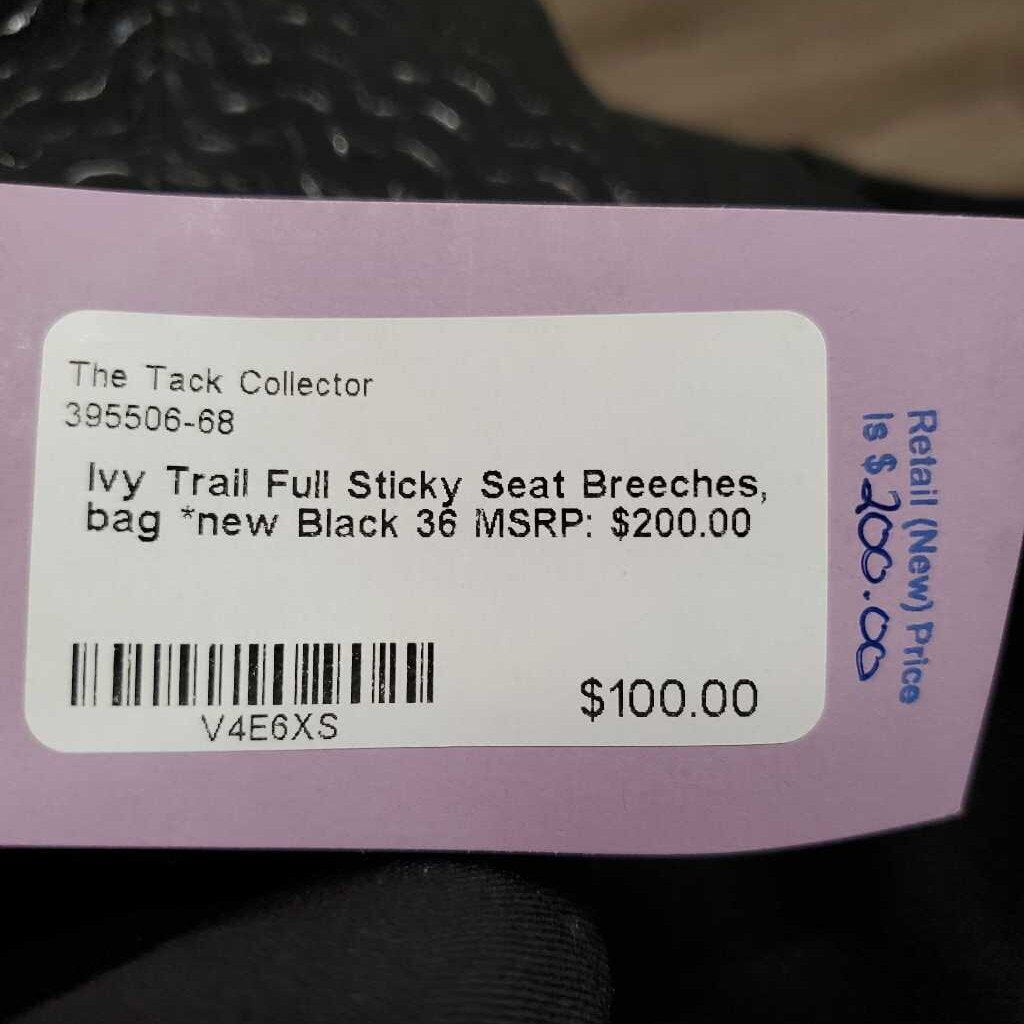 The Tack Collector
395506-68
Ivy Trail Full Sticky Seat Breeches,
bag *new Black 36 MSRP: $200.00
V4E6XS
$100.00
Retail (New) Price
Is $200.00